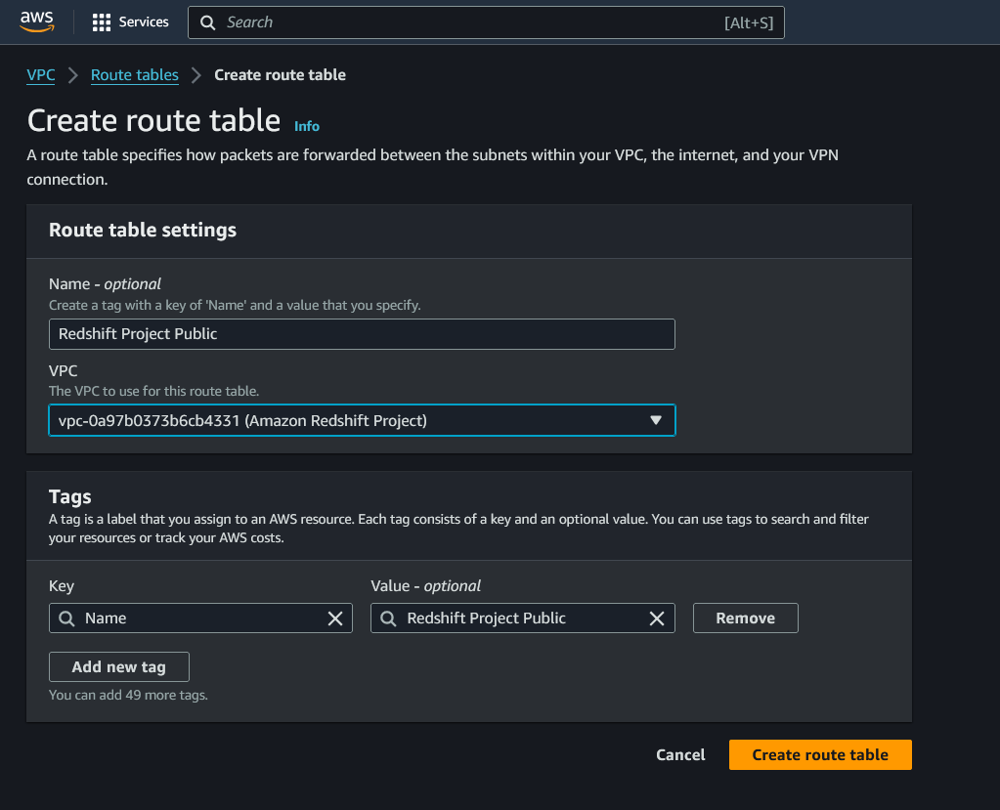 aws
Services
Search
[Alt+S]
VPC
Route tables
Create route table
Create route table
Info
A route table specifies how packets are forwarded between the subnets within your VPC, the internet, and your VPN
connection.
Route table settings
Name - optional
Create a tag with a key of 'Name' and a value that you specify.
Redshift Project Public
VPC
The VPC to use for this route table.
vpc-0a97b0373b6cb4331 (Amazon Redshift Project)
Tags
A tag is a label that you assign to an AWS resource. Each tag consists of a key and an optional value. You can use tags to search and filter
your resources or track your AWS costs.
Key
Value - optional
Name
Redshift Project Public
Remove
Add new tag
You can add 49 more tags.
Cancel
Create route table